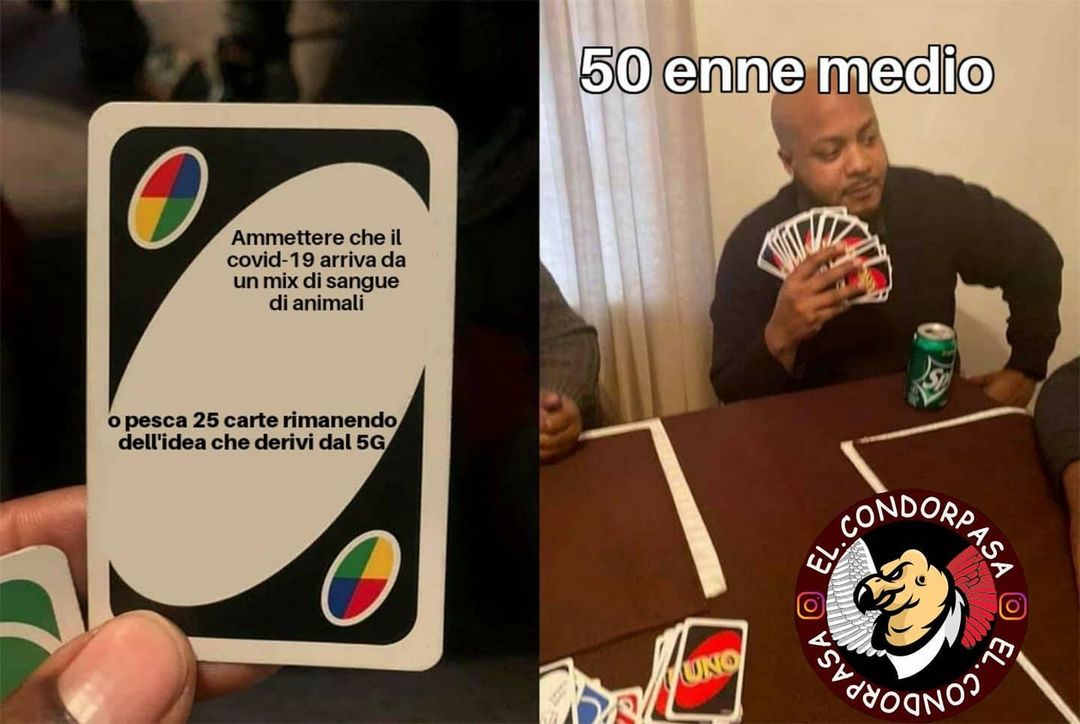 Ammettere che il
covid-19 arriva da
un mix di sangue
di animali
o pesca 25 carte rimanendo
dell'idea che derivi dal 5G
50 enne medio
UNO
EL.CONDORPASA
EL.CONDORPASA